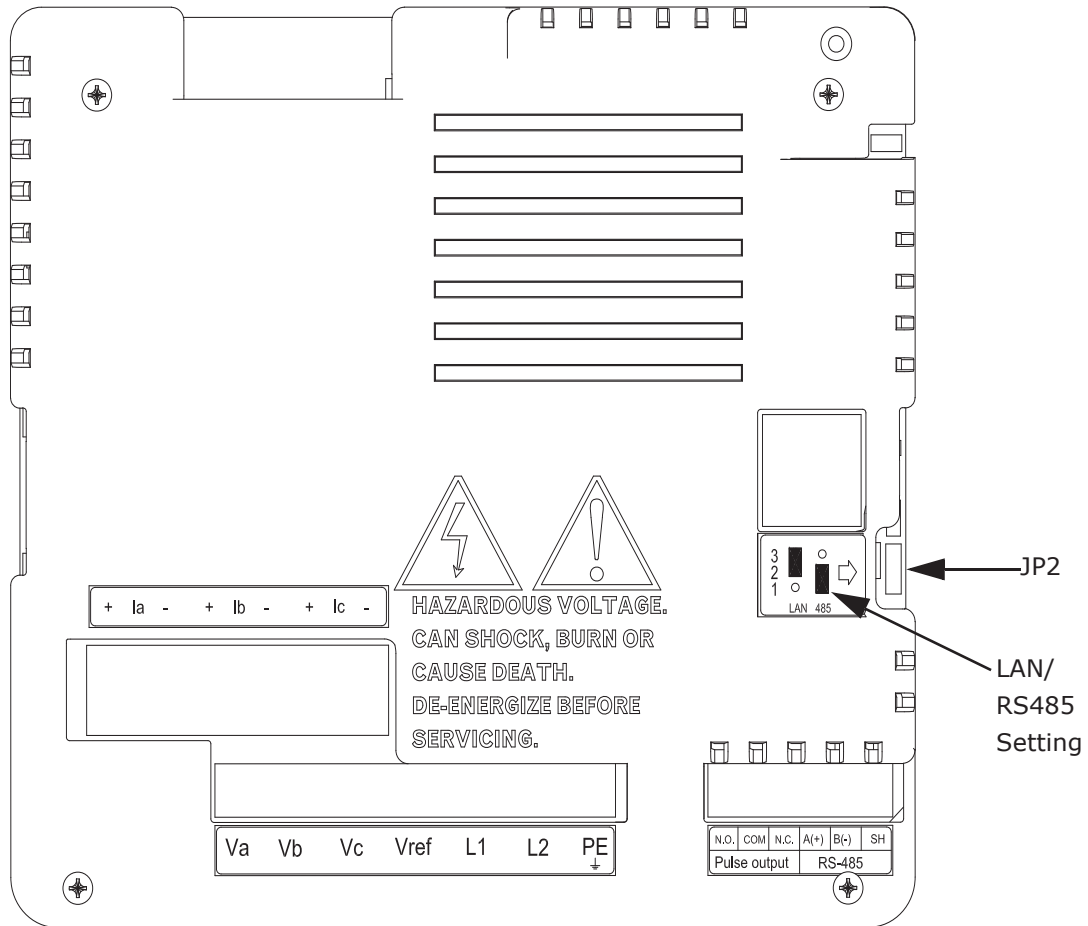 3
2
1
LAN 485
JP2
+ Ia - + Ib - + Ic -
HAZARDOUS VOLTAGE.
CAN SHOCK, BURN OR
CAUSE DEATH.
DE-ENERGIZE BEFORE
SERVICING.
LAN/
RS485
Setting
Va Vb Vc Vref L1 L2 PE
N.O. COM N.C. A(+) B(-) SH
Pulse output RS-485